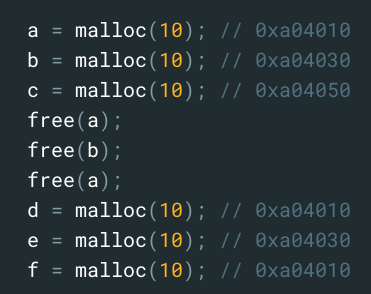 a = malloc(10); // 0xa04010
b = malloc(10); // 0xa04030
c = malloc(10); // 0xa04050
free(a);
free(b);
free(a);
d = malloc(10); // 0xa04010
e = malloc(10); // 0xa04030
f = malloc(10); // 0xa04010